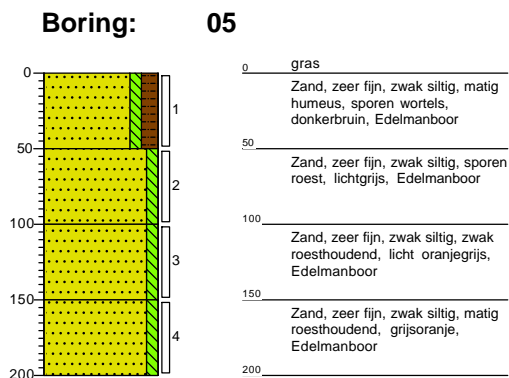 Boring: 05
0
50
100
150
200
1
2
3
4
0 gras
Zand, zeer fijn, zwak siltig, matig
humeus, sporen wortels,
donkerbruin, Edelmanboor
50
Zand, zeer fijn, zwak siltig, sporen
roest, lichtgrijs, Edelmanboor
100
Zand, zeer fijn, zwak siltig, zwak
roesthoudend, licht oranjegrijs,
Edelmanboor
150
Zand, zeer fijn, zwak siltig, matig
roesthoudend, grijsoranje,
Edelmanboor
200